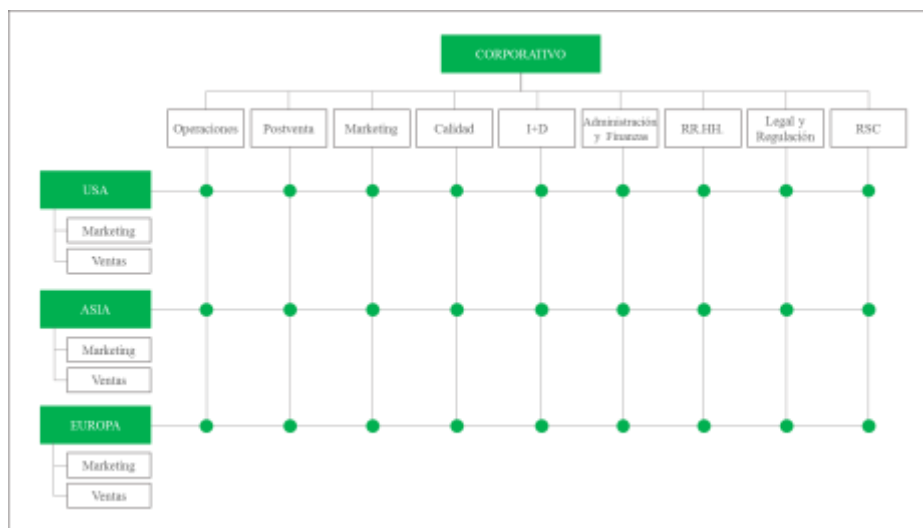 CORPORATIVO
Operaciones
Postventa
Marketing
Calidad
I+D
Administración
y Finanzas
RR.HH.
Legal y
Regulación
RSC
USA
Marketing
Ventas
ASIA
Marketing
Ventas
EUROPA
Marketing
Ventas